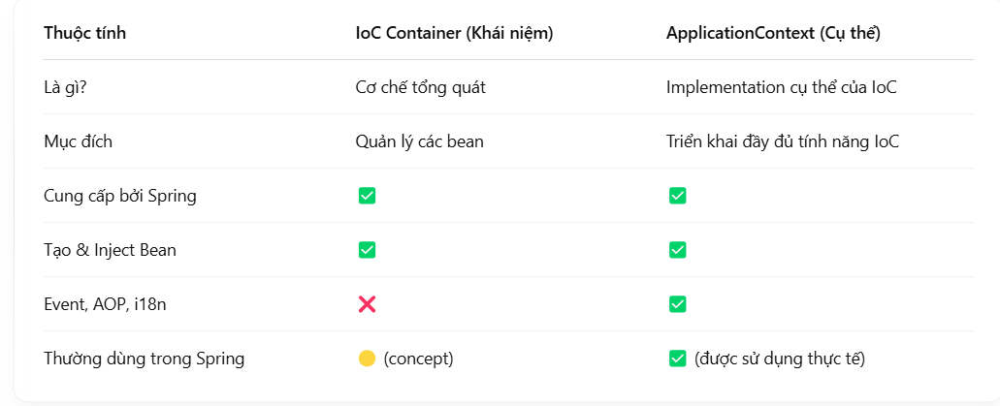 Thuộc tính IoC Container (Khái niệm) ApplicationContext (Cụ thể)
Là gì? Cơ chế tổng quát Implementation cụ thể của IoC
Mục đích Quản lý các bean Triển khai đầy đủ tính năng IoC
Cung cấp bởi Spring ✅ ✅
Tạo & Inject Bean ✅ ✅
Event, AOP, i18n ❌ ✅
Thường dùng trong Spring 🟡 (concept) ✅ (được sử dụng thực tế)